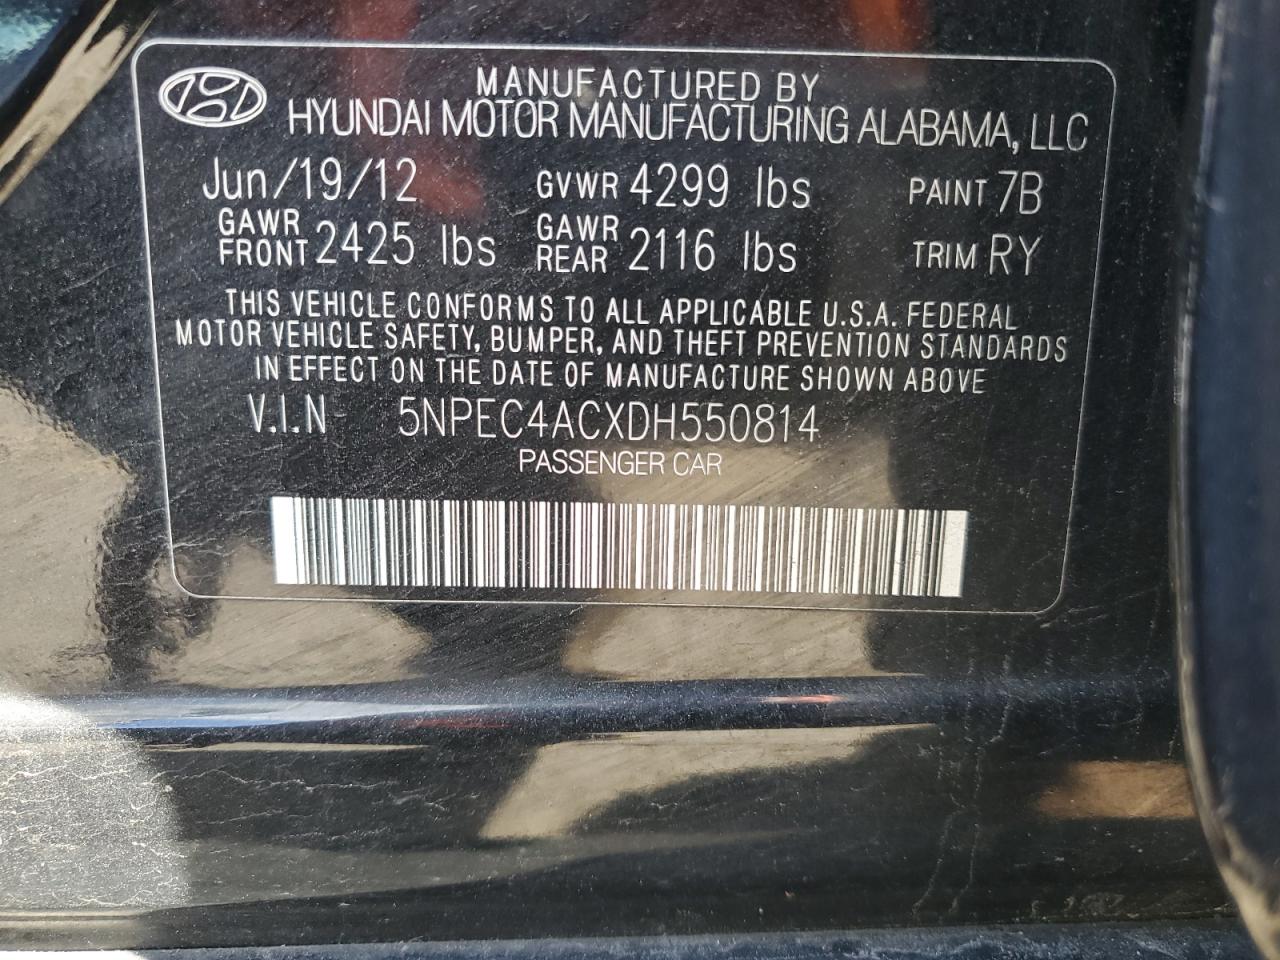 MANUFACTURED BY
HYUNDAI MOTOR MANUFACTURING ALABAMA, LLC
Jun/19/12 GVWR 4299 lbs PAINT 7B
GAWR FRONT 2425 lbs GAWR REAR 2116 lbs TRIM RY
THIS VEHICLE CONFORMS TO ALL APPLICABLE U.S.A. FEDERAL
MOTOR VEHICLE SAFETY, BUMPER, AND THEFT PREVENTION STANDARDS
IN EFFECT ON THE DATE OF MANUFACTURE SHOWN ABOVE
V.I.N 5NPEC4ACXDH550814
PASSENGER CAR